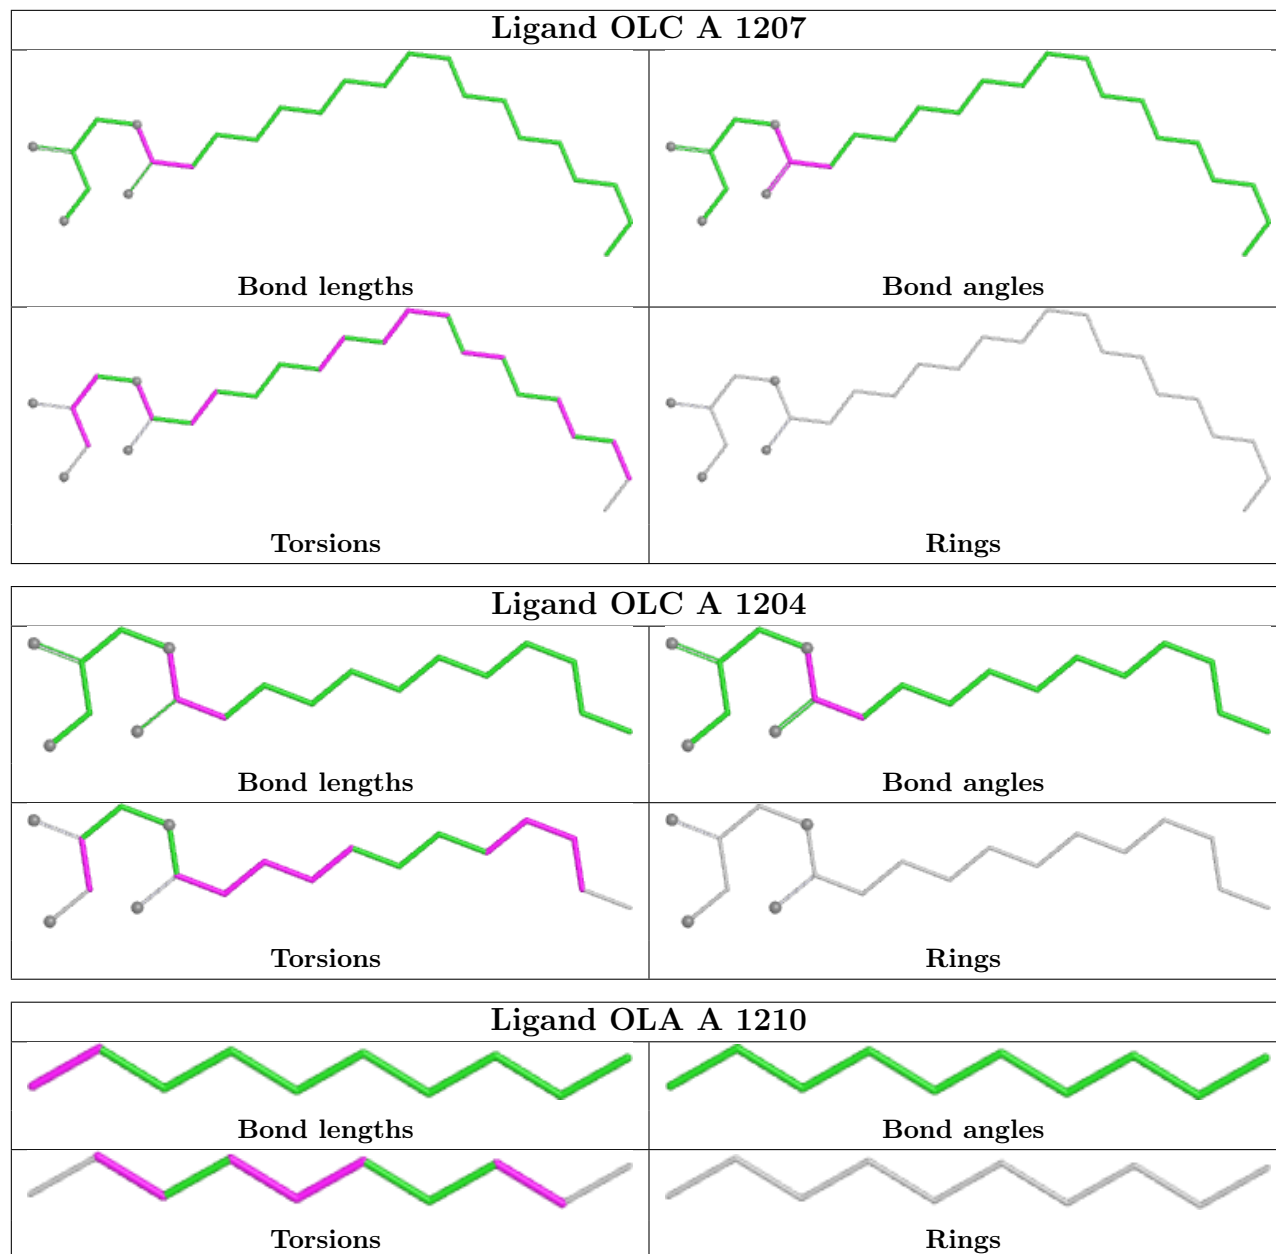 Ligand OLC A 1207
Bond lengths
Bond angles
Torsions
Rings
Ligand OLC A 1204
Bond lengths
Bond angles
Torsions
Rings
Ligand OLA A 1210
Bond lengths
Bond angles
Torsions
Rings